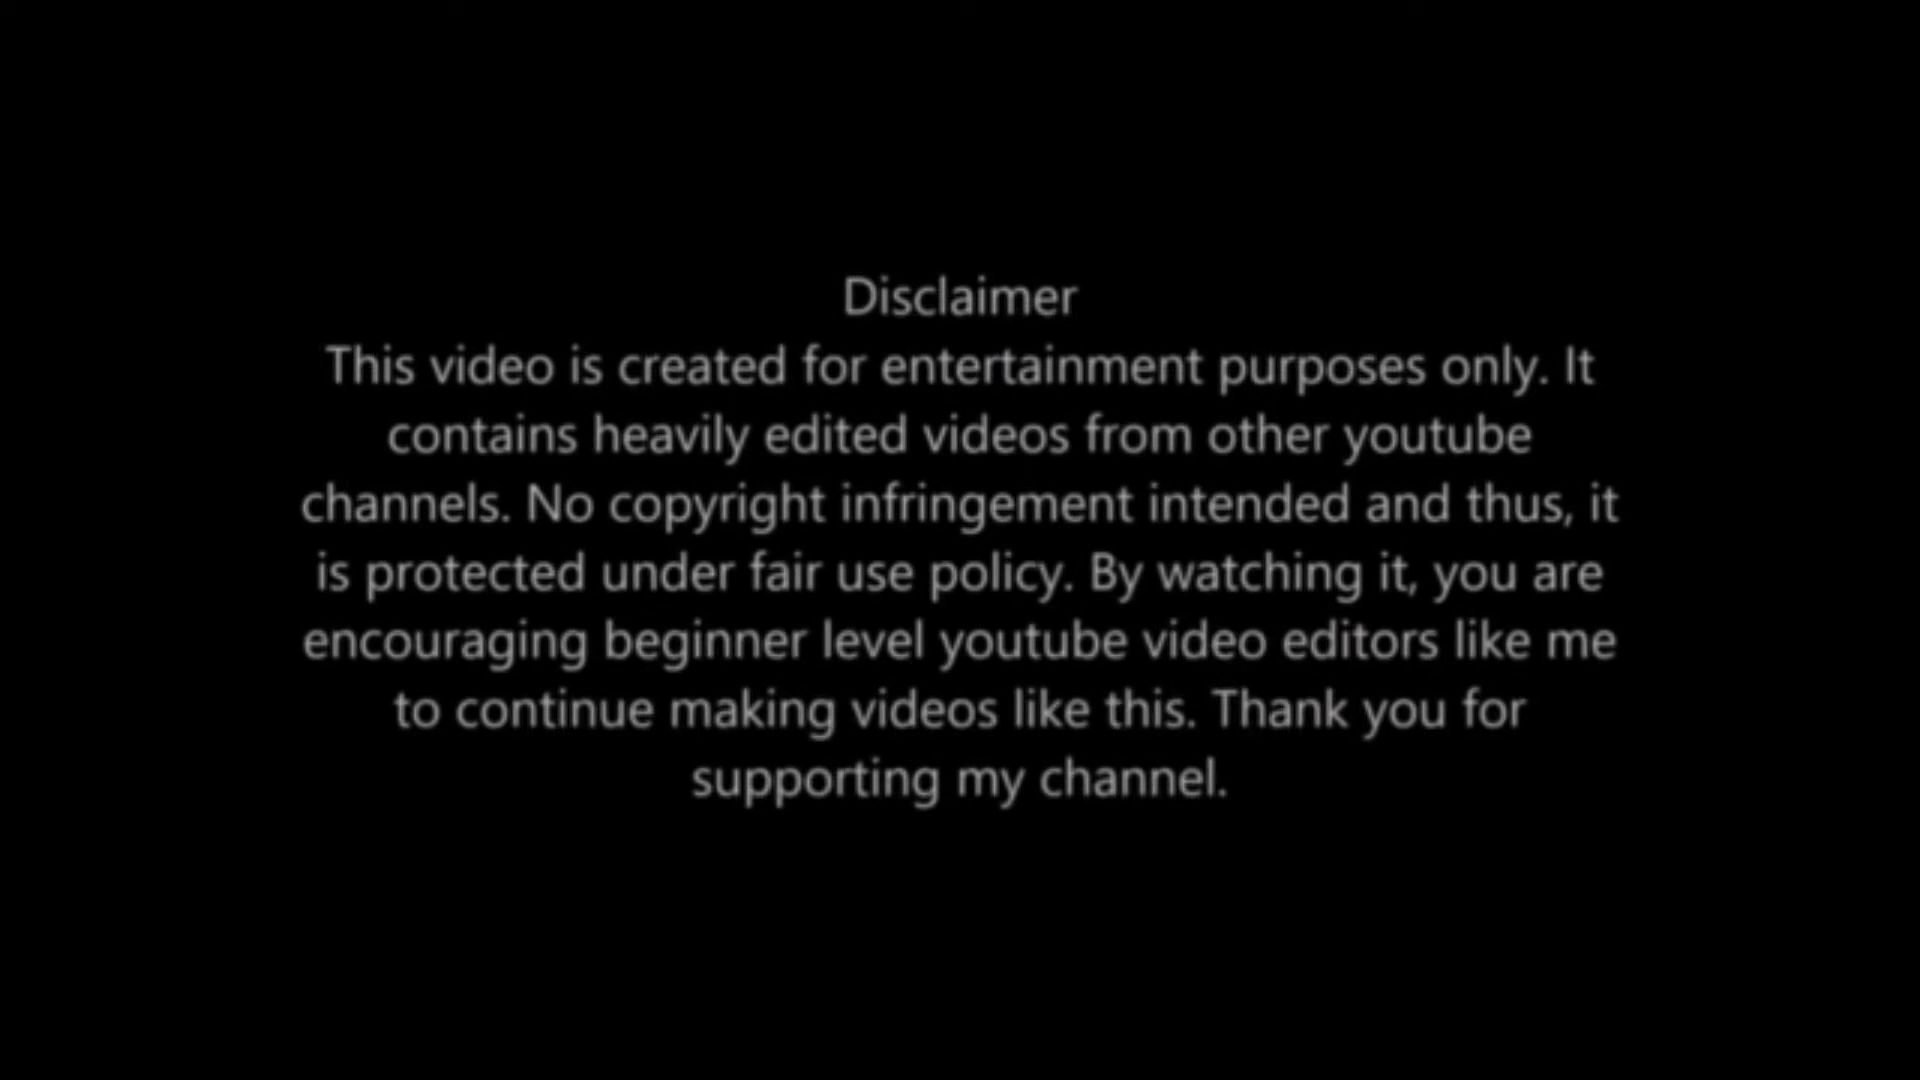 Disclaimer
This video is created for entertainment purposes only. It
contains heavily edited videos from other youtube
channels. No copyright infringement intended and thus, it
is protected under fair use policy. By watching it, you are
encouraging beginner level youtube video editors like me
to continue making videos like this. Thank you for
supporting my channel.